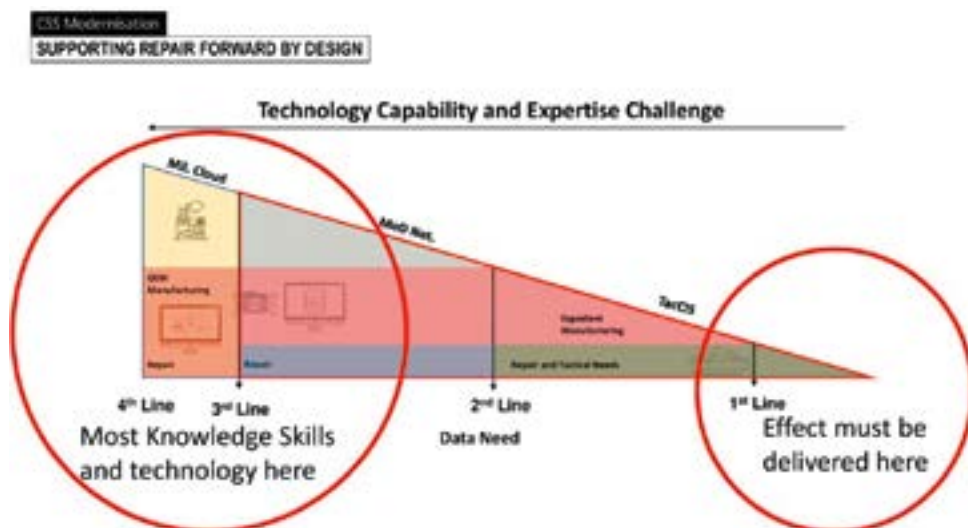 CSS Modernisation
SUPPORTING REPAIR FORWARD BY DESIGN
Technology Capability and Expertise Challenge
Mil. Cloud
MoD Net.
TacCIS
OEM
Manufacturing
Expedient
Manufacturing
Repair
Repair
Repair and Tactical Needs
4th Line
3rd Line
2nd Line
1st Line
Most Knowledge Skills
and technology here
Data Need
Effect must be
delivered here